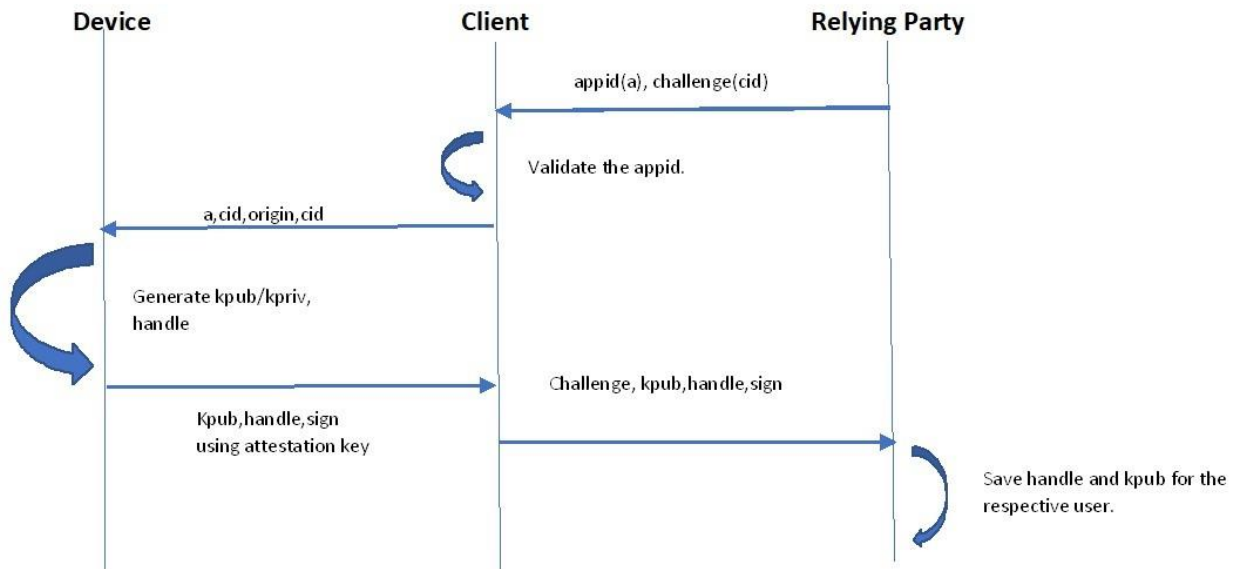 Device
Client
Relying Party
appid(a), challenge(cid)
Validate the appid.
a,cid,origin,cid
Generate kpub/kpriv,
handle
Kpub,handle,sign
using attestation key
Challenge, kpub,handle,sign
Save handle and kpub for the
respective user.